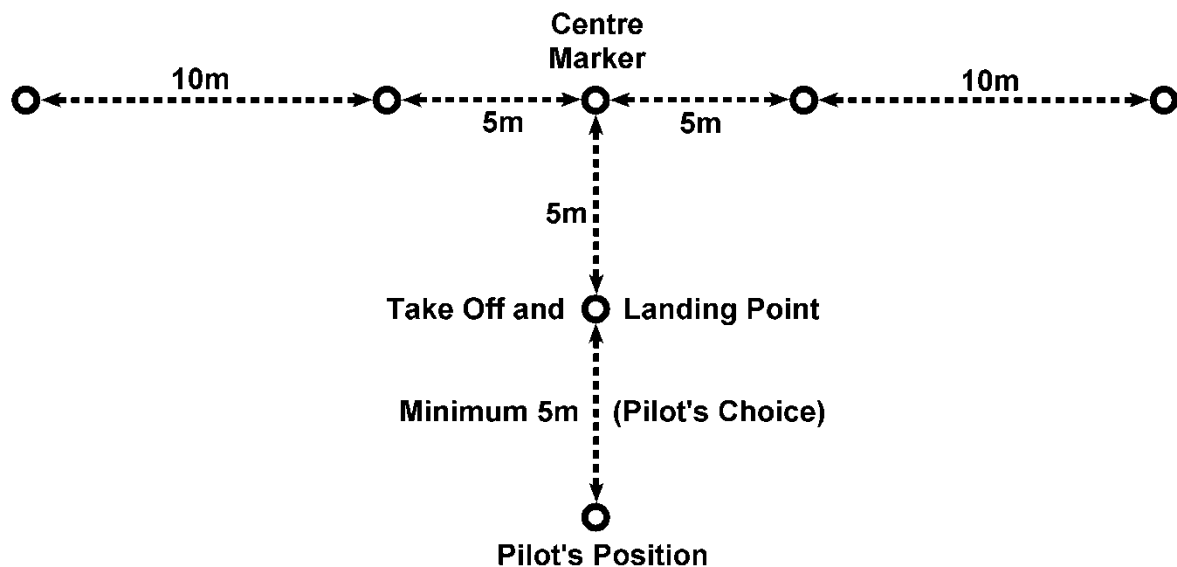 Centre
Marker
10m
10m
5m
5m
5m
Take Off and Landing Point
Minimum 5m (Pilot's Choice)
Pilot's Position